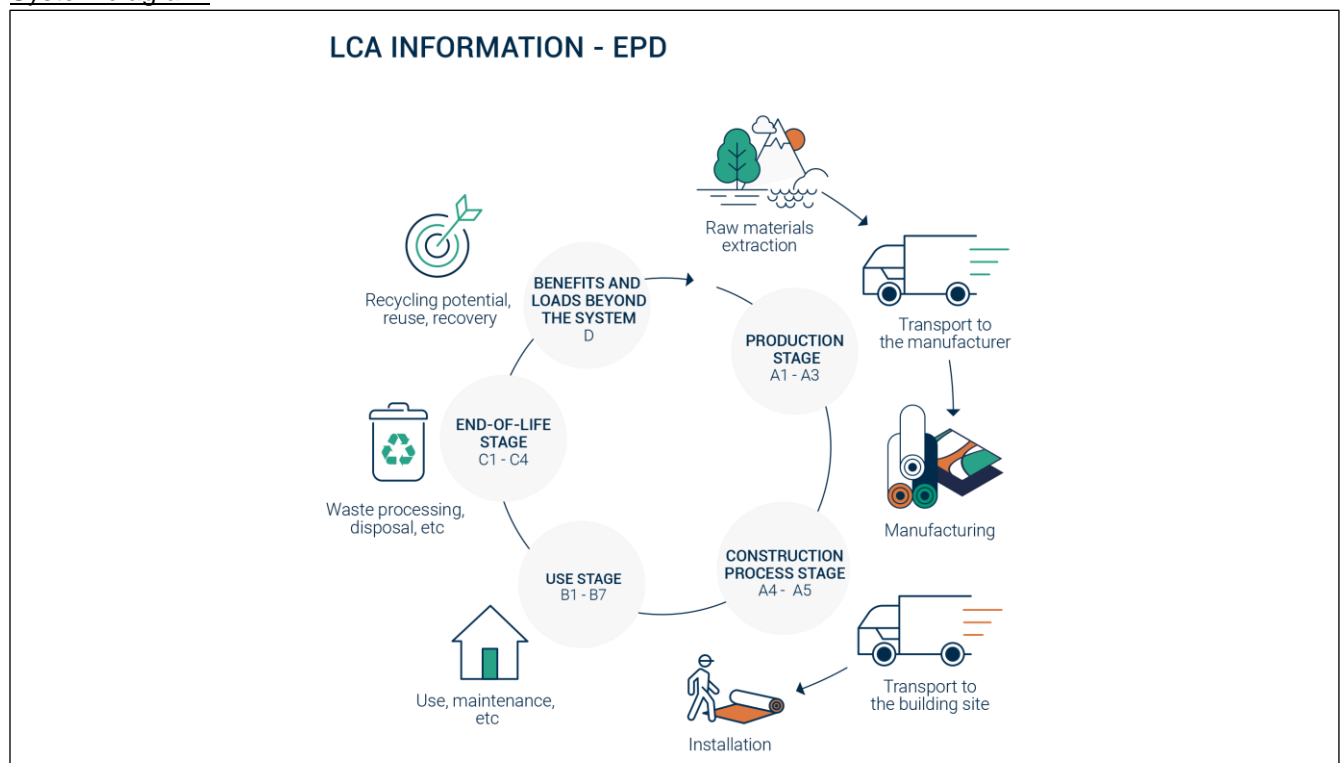 LCA INFORMATION - EPD
Raw materials
extraction
Transport to
the manufacturer
Manufacturing
Transport to
the building site
Installation
PRODUCTION
STAGE
A1 - A3
CONSTRUCTION
PROCESS STAGE
A4 - A5
USE STAGE
B1 - B7
Use, maintenance,
etc
END-OF-LIFE
STAGE
C1 - C4
Waste processing,
disposal, etc
BENEFITS AND
LOADS BEYOND
THE SYSTEM
D
Recycling potential,
reuse, recovery